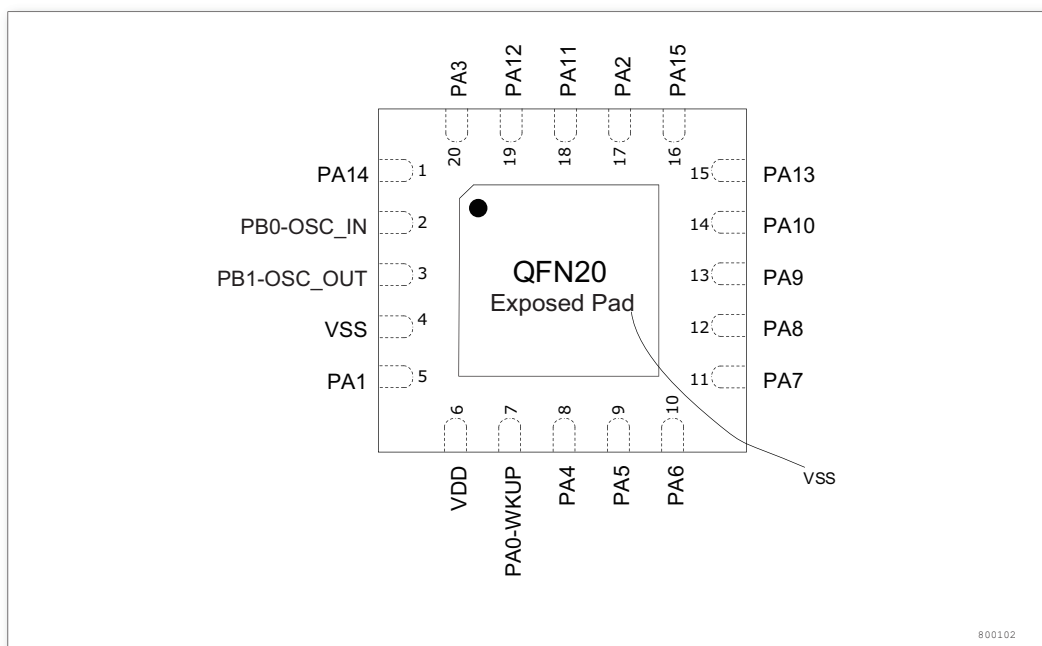 PA3
PA12
PA11
PA2
PA15
20
19
18
17
16
PA14 1
PB0-OSC_IN 2
PB1-OSC_OUT 3
VSS 4
PA1 5
QFN20
Exposed Pad
15 PA13
14 PA10
13 PA9
12 PA8
11 PA7
6
7
8
9
10
VDD
PA0-WKUP
PA4
PA5
PA6
VSS
800102